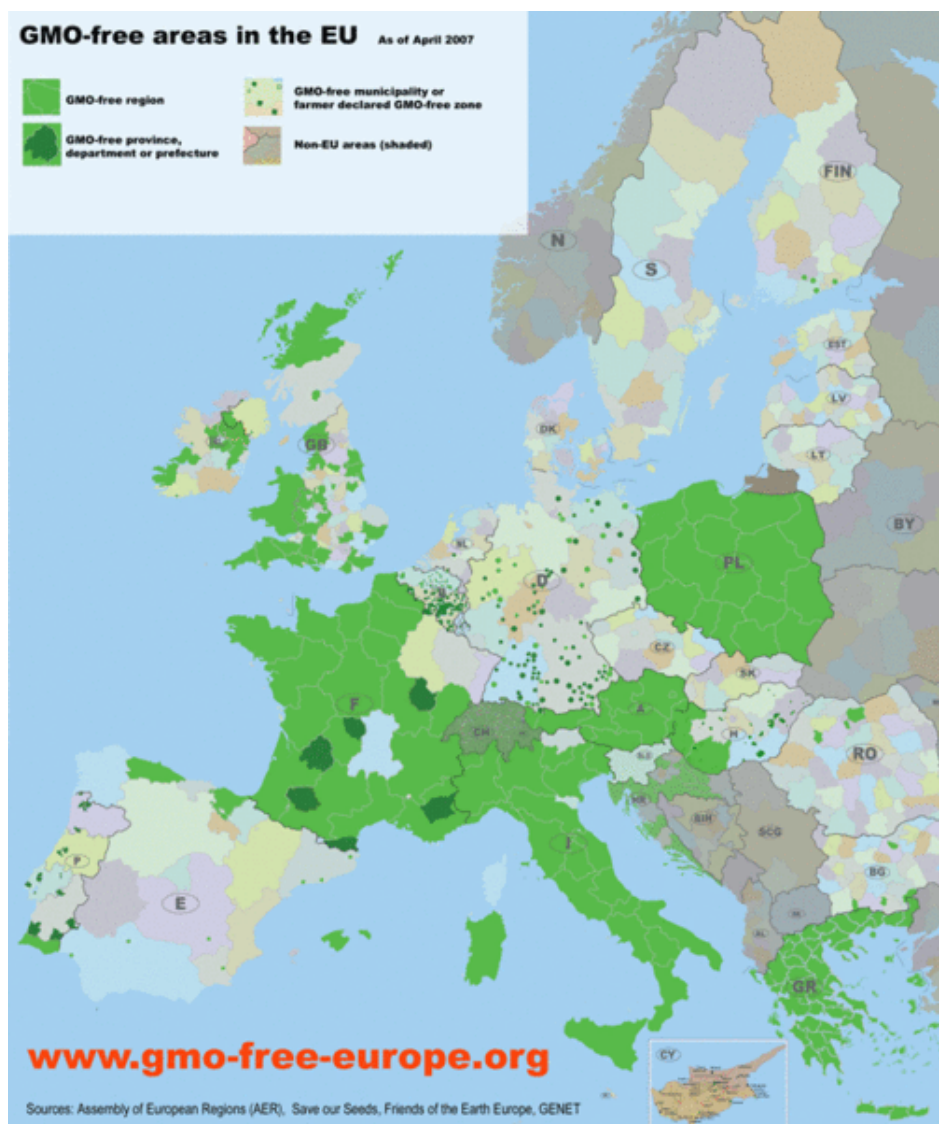 GMO-free areas in the EU As of April 2007
GMO-free region
GMO-free municipality or
farmer declared GMO-free zone
GMO-free province,
department or prefecture
Non-EU areas (shaded)
FIN
N
S
EST
LV
DK
LT
GB
BY
NL
D
PL
B
CZ
SK
F
A
CH
H
SLO
RO
HR
BIH
SCG
I
BG
P
E
AL
GR
www.gmo-free-europe.org
CY
Sources: Assembly of European Regions (AER), Save our Seeds, Friends of the Earth Europe, GENET